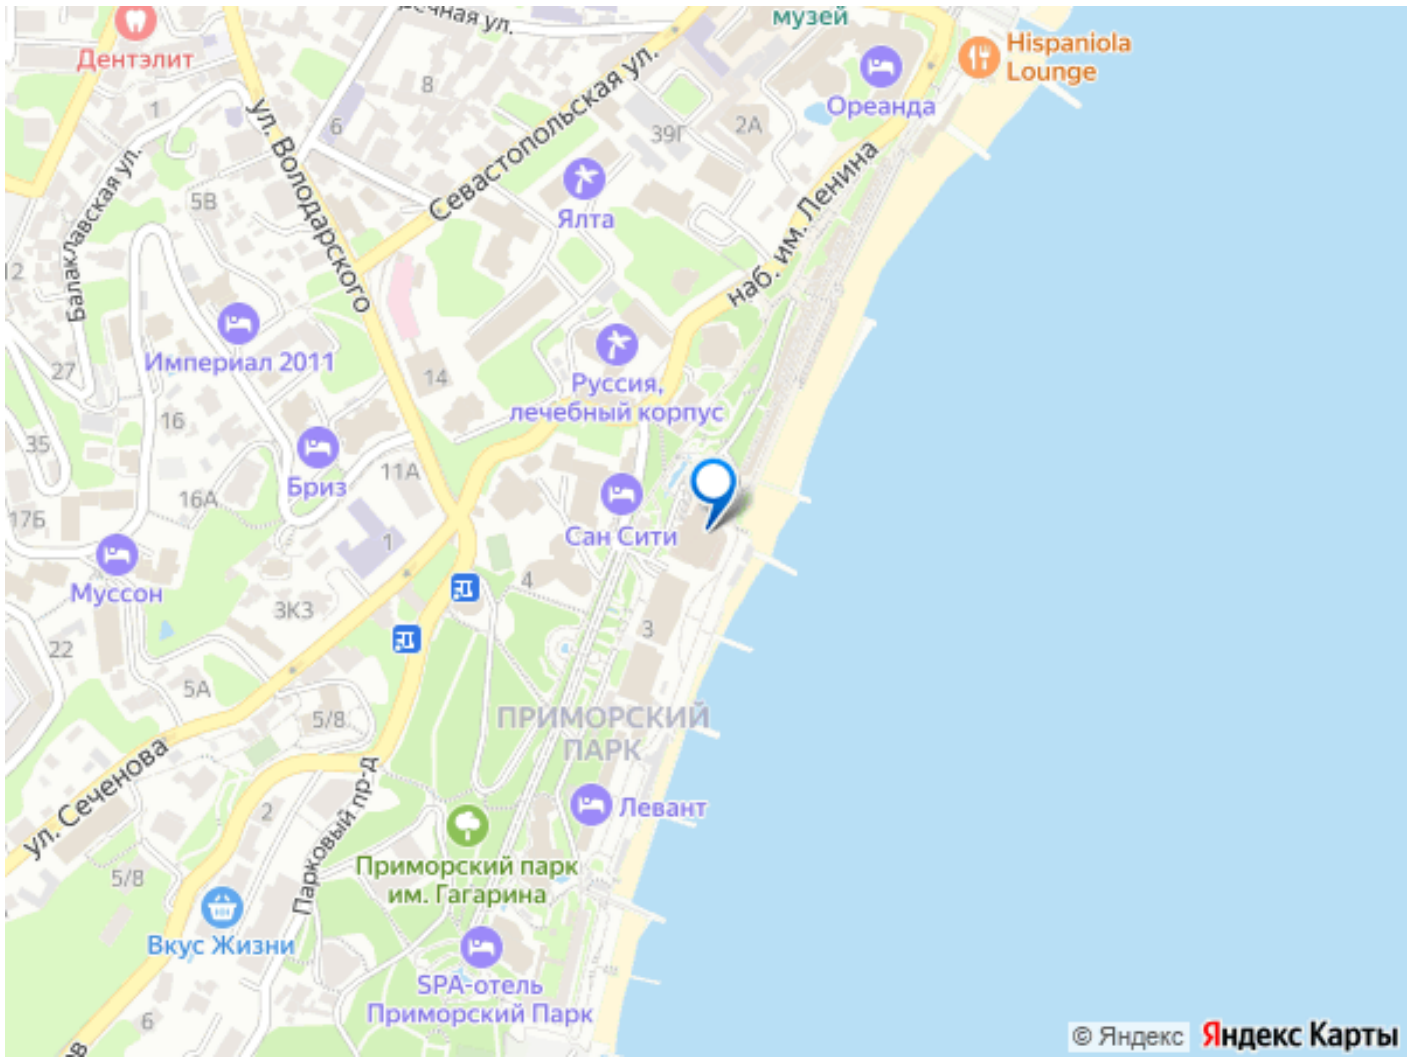 музей
Hispaniola
Lounge
Дентэлит
ул. Володарского
Севастопольская ул.
8
1
6
39Г
2А
Ореанда
Балаклавская ул.
5В
Ялта
наб. им. Ленина
12
Империал 2011
27
14
Руссия,
лечебный корпус
16
35
11А
Бриз
16А
17Б
Сан Сити
1
Муссон
4
3К3
3
22
5А
5/8
ПРИМОРСКИЙ
ПАРК
ул. Сеченова
Парковый пр-д
2
Левант
Приморский парк
им. Гагарина
5/8
Вкус Жизни
SPA-отель
Приморский Парк
6
© Яндекс Яндекс Карты